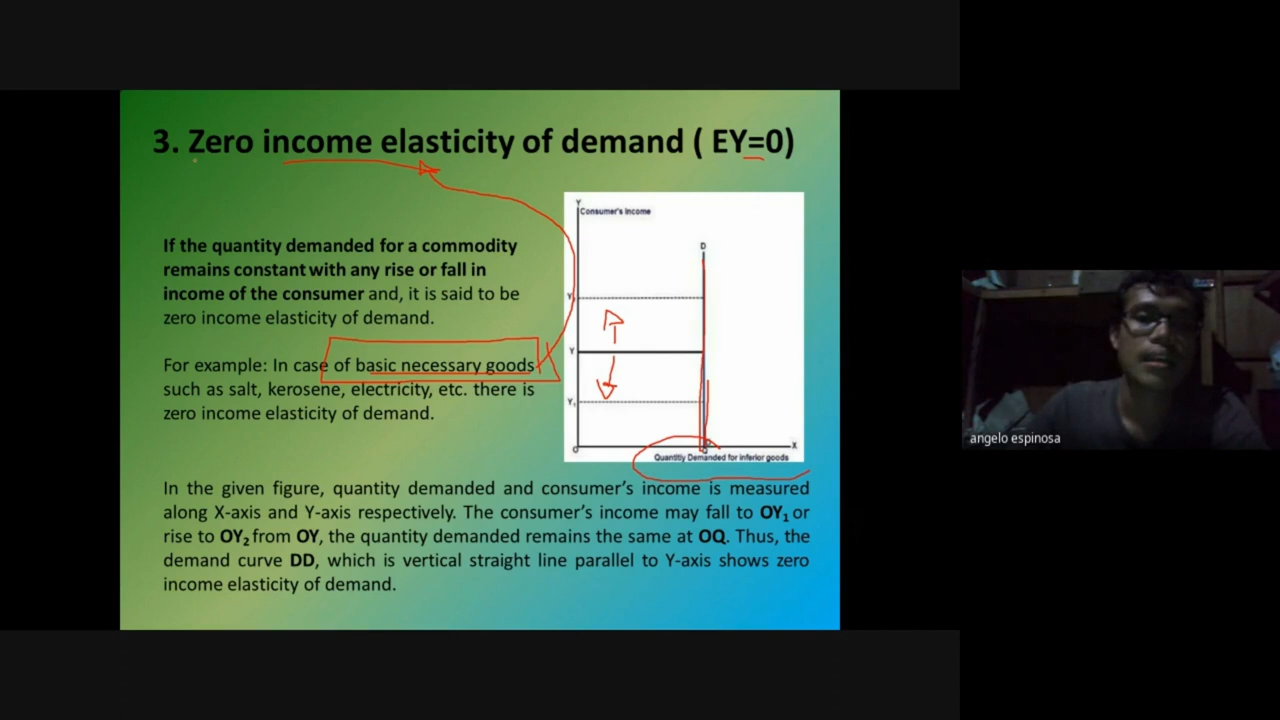 3. Zero income elasticity of demand ( EY=0)
If the quantity demanded for a commodity
remains constant with any rise or fall in
income of the consumer and, it is said to be
zero income elasticity of demand.
For example: In case of basic necessary goods
such as salt, kerosene, electricity, etc. there is
zero income elasticity of demand.
Y
Consumer's Income
D
Y
Y
Y1
O
X
Quantitiy Demanded for inferior goods
In the given figure, quantity demanded and consumer's income is measured
along X-axis and Y-axis respectively. The consumer's income may fall to OY1 or
rise to OY2 from OY, the quantity demanded remains the same at OQ. Thus, the
demand curve DD, which is vertical straight line parallel to Y-axis shows zero
income elasticity of demand.
angelo espinosa